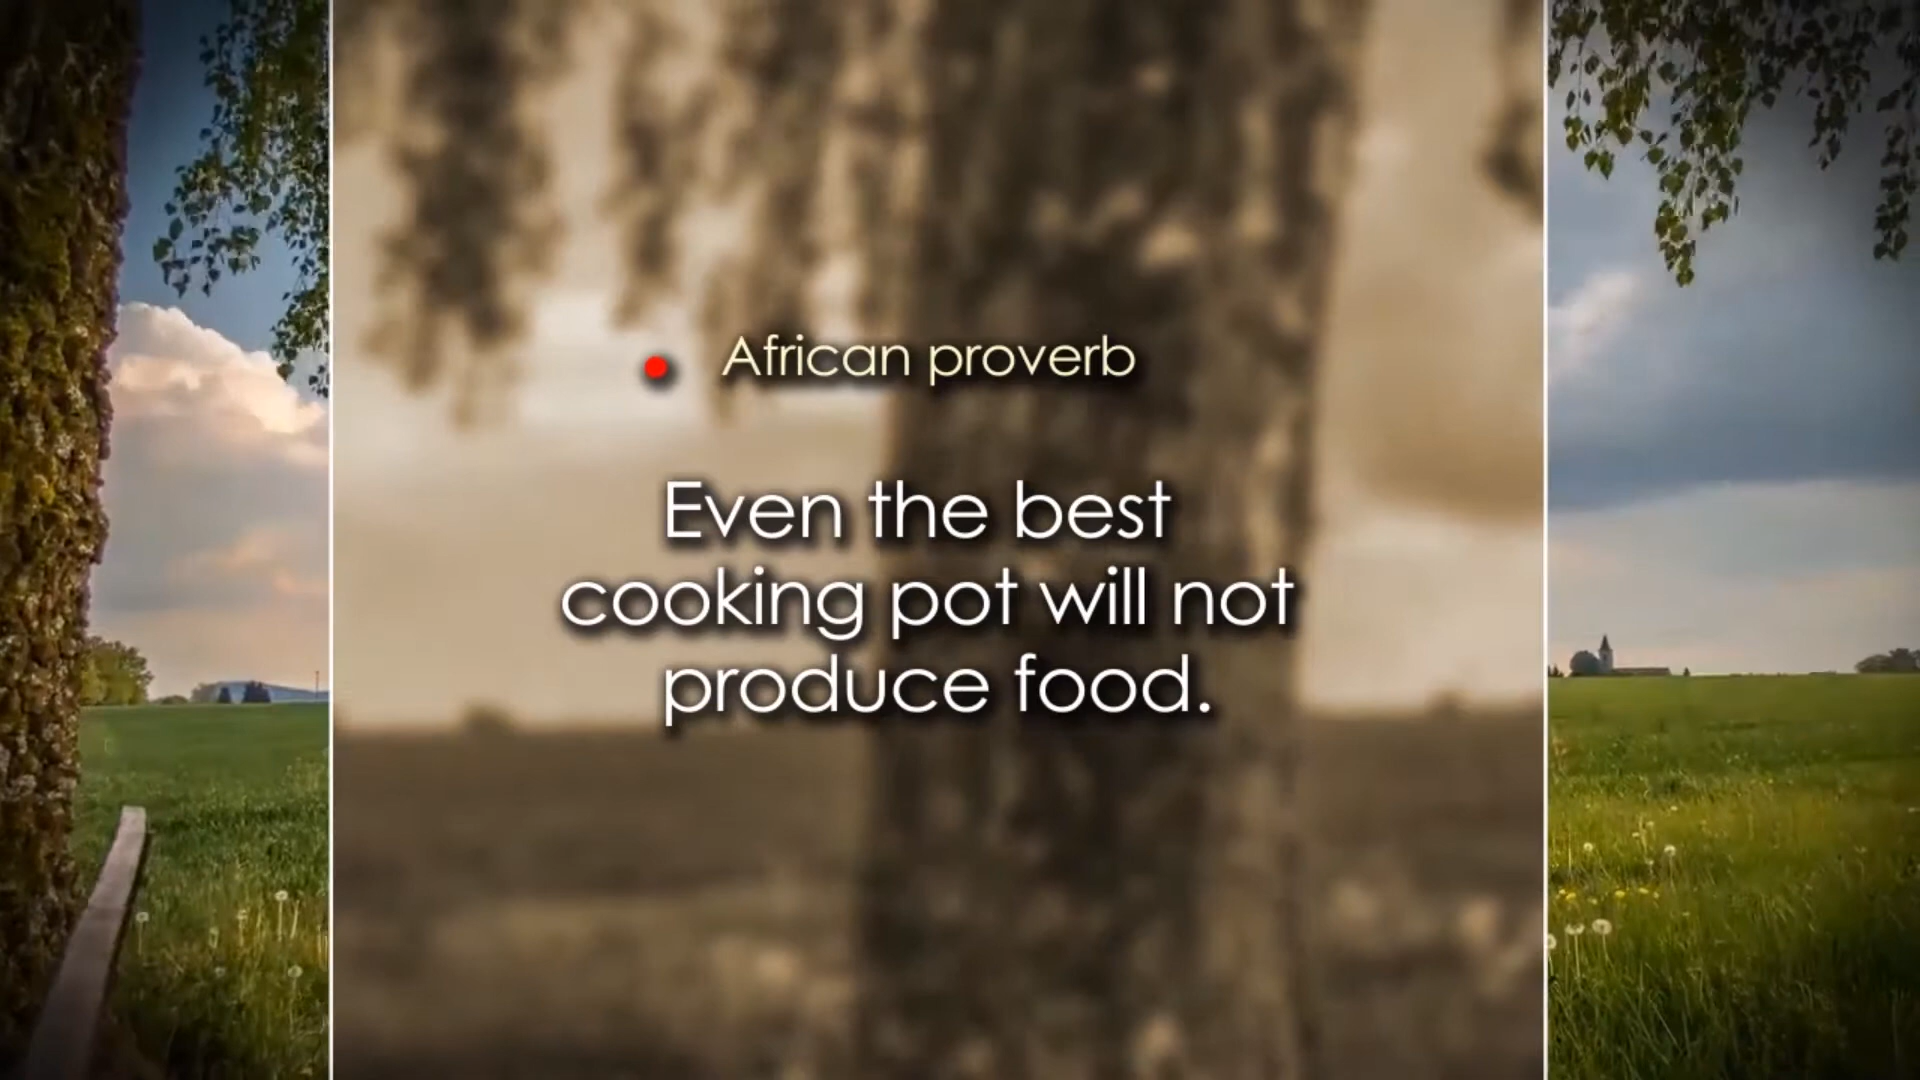 African proverb
Even the best
cooking pot will not
produce food.